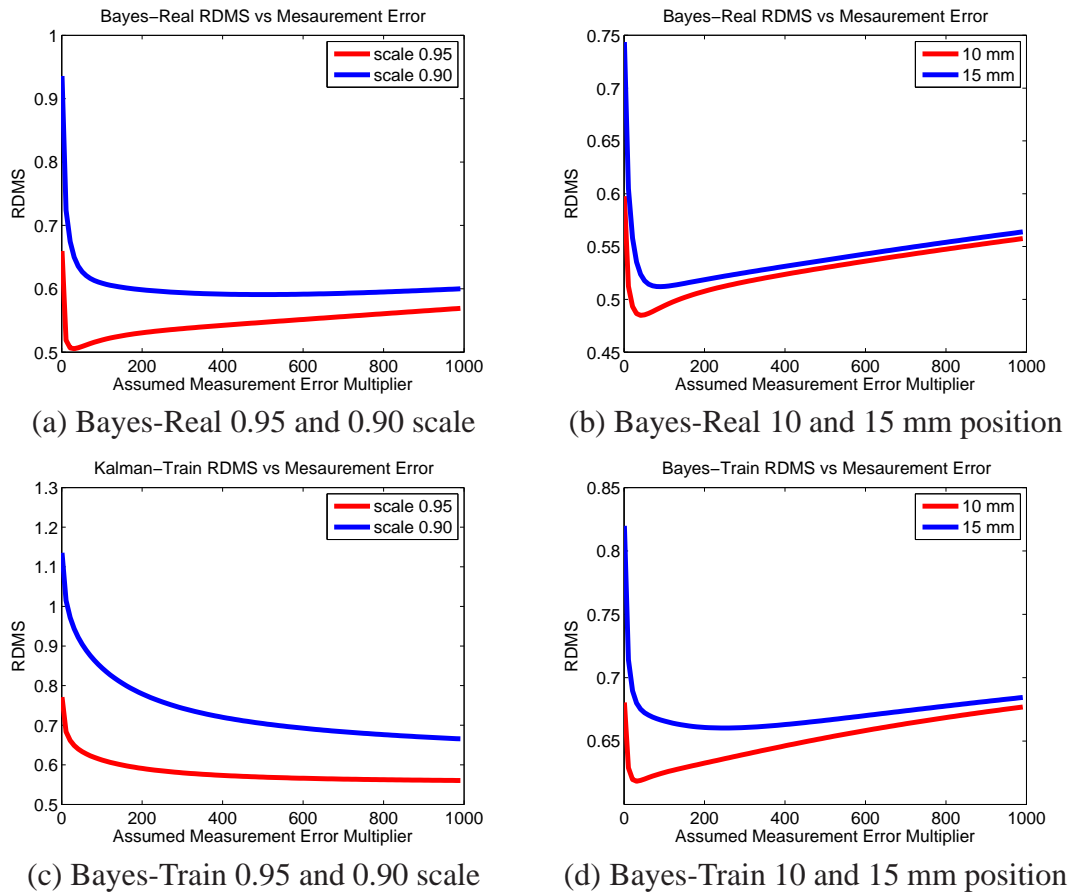 Bayes−Real RDMS vs Mesaurement Error
1
0.9
0.8
0.7
0.6
0.5
RDMS
scale 0.95
scale 0.90
0
200
400
600
800
1000
Assumed Measurement Error Multiplier
(a) Bayes-Real 0.95 and 0.90 scale
Bayes−Real RDMS vs Mesaurement Error
0.75
0.7
0.65
0.6
0.55
0.5
0.45
RDMS
10 mm
15 mm
0
200
400
600
800
1000
Assumed Measurement Error Multiplier
(b) Bayes-Real 10 and 15 mm position
Kalman−Train RDMS vs Mesaurement Error
1.3
1.2
1.1
1
0.9
0.8
0.7
0.6
0.5
RDMS
scale 0.95
scale 0.90
0
200
400
600
800
1000
Assumed Measurement Error Multiplier
(c) Bayes-Train 0.95 and 0.90 scale
Bayes−Train RDMS vs Mesaurement Error
0.85
0.8
0.75
0.7
0.65
RDMS
10 mm
15 mm
0
200
400
600
800
1000
Assumed Measurement Error Multiplier
(d) Bayes-Train 10 and 15 mm position